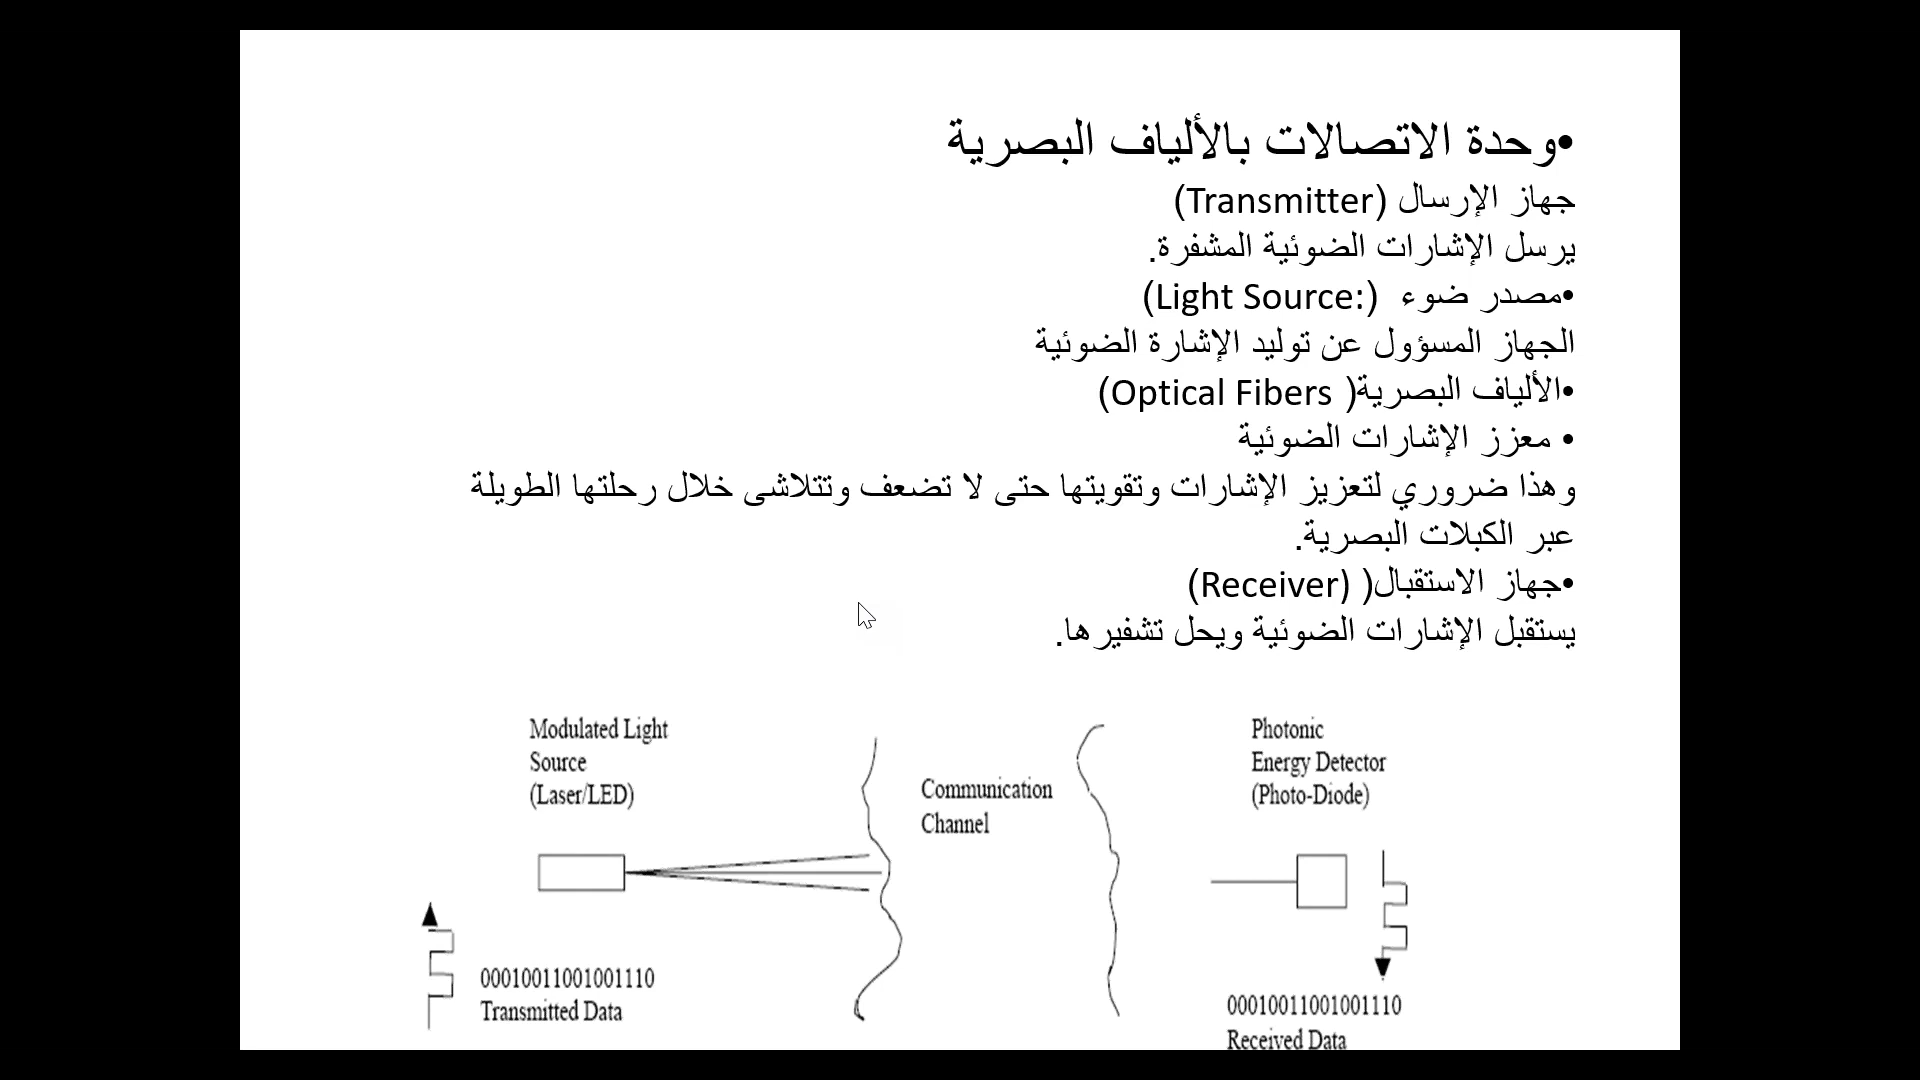 •وحدة الاتصالات بالألياف البصرية
جهاز الإرسال (Transmitter)
يرسل الإشارات الضوئية المشفرة.
•مصدر ضوء (Light Source:)
الجهاز المسؤول عن توليد الإشارة الضوئية
•الألياف البصرية( Optical Fibers)
• معزز الإشارات الضوئية
وهذا ضروري لتعزيز الإشارات وتقويتها حتى لا تضعف وتتلاشى خلال رحلتها الطويلة
عبر الكبلات البصرية.
•جهاز الاستقبال( (Receiver)
يستقبل الإشارات الضوئية ويحل تشفيرها.
Modulated Light
Source
(Laser/LED)
Communication
Channel
Photonic
Energy Detector
(Photo-Diode)
00010011001001110
Transmitted Data
00010011001001110
Received Data